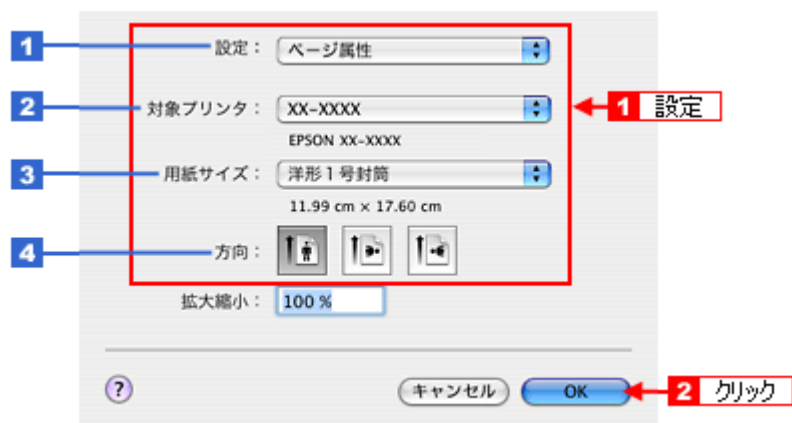 1 設定： ページ属性
2 対象プリンタ： XX-XXXX 1 設定
EPSON XX-XXXX
3 用紙サイズ： 洋形1号封筒
11.99 cm × 17.60 cm
4 方向：
拡大縮小： 100 %
? キャンセル OK 2 クリック